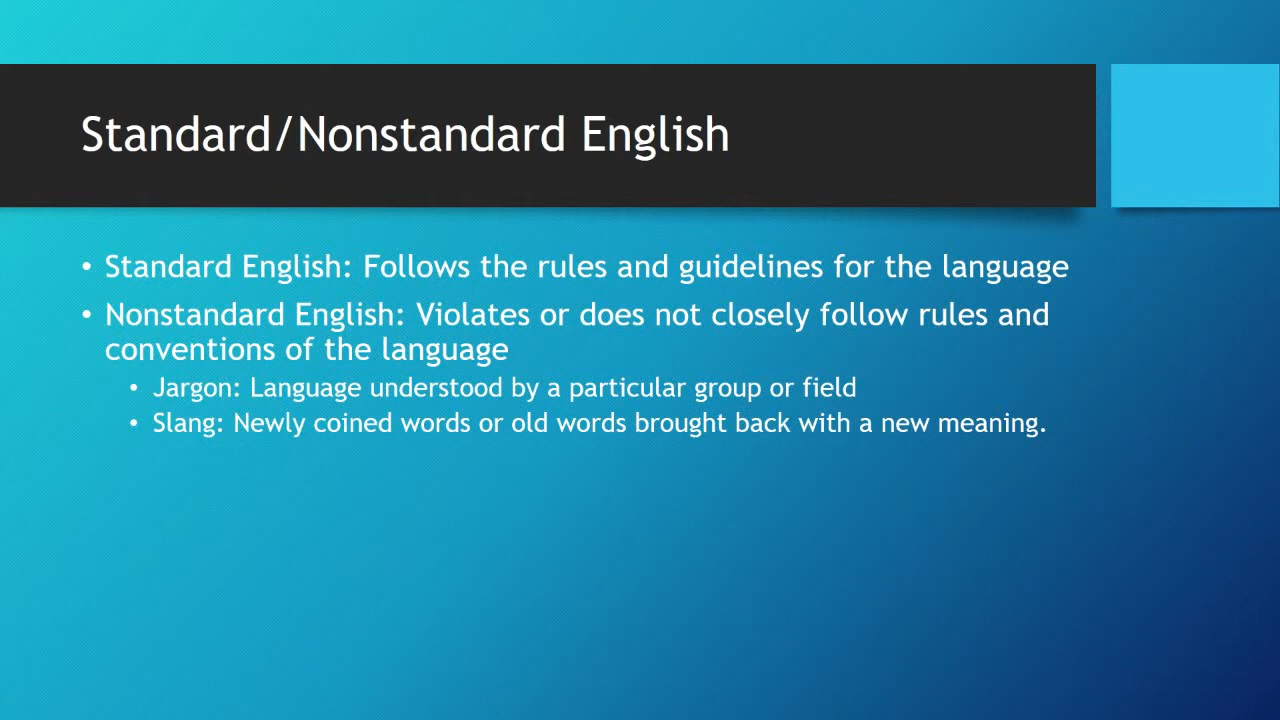 Standard/Nonstandard English
• Standard English: Follows the rules and guidelines for the language
• Nonstandard English: Violates or does not closely follow rules and
conventions of the language
• Jargon: Language understood by a particular group or field
• Slang: Newly coined words or old words brought back with a new meaning.